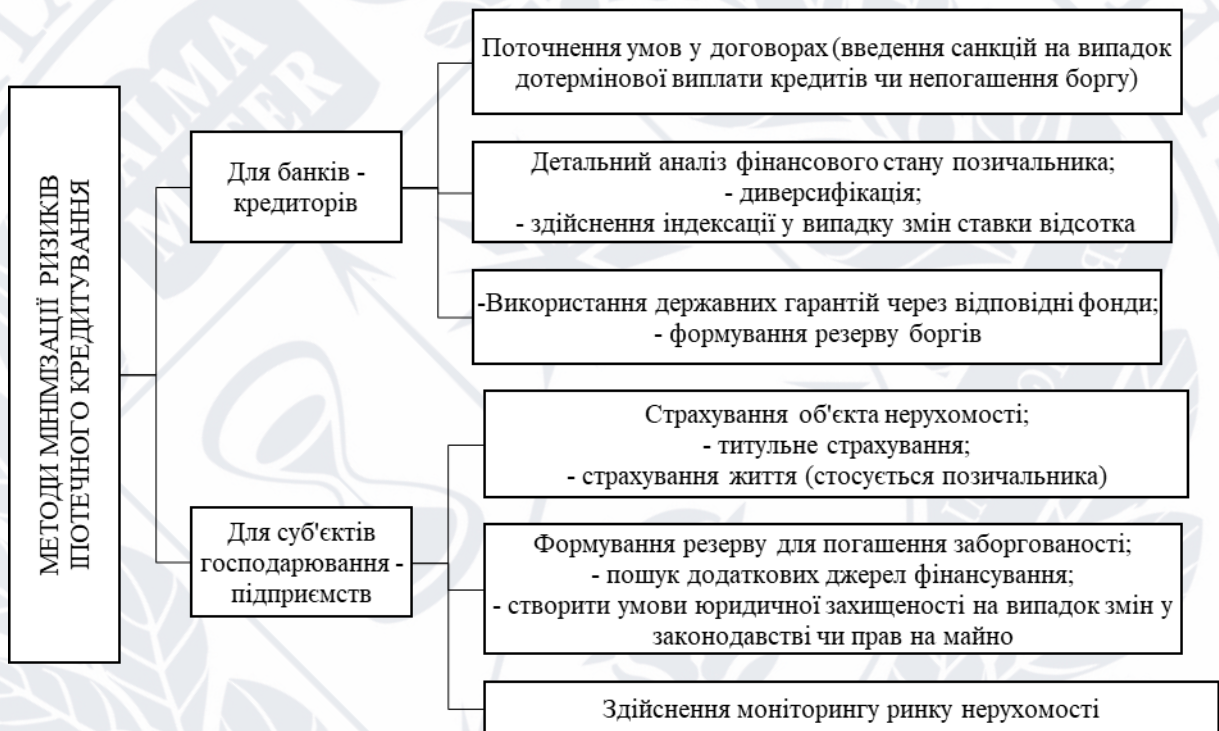 МЕТОДИ МІНІМІЗАЦІЇ РИЗИКІВ
ІПОТЕЧНОГО КРЕДИТУВАННЯ
Для банків -
кредиторів
Поточнення умов у договорах (введення санкцій на випадок
дотермінової виплати кредитів чи непогашення боргу)
Детальний аналіз фінансового стану позичальника;
- диверсифікація;
- здійснення індексації у випадку змін ставки відсотка
-Використання державних гарантій через відповідні фонди;
- формування резерву боргів
Для суб'єктів
господарювання -
підприємств
Страхування об'єкта нерухомості;
- титульне страхування;
- страхування життя (стосується позичальника)
Формування резерву для погашення заборгованості;
- пошук додаткових джерел фінансування;
- створити умови юридичної захищеності на випадок змін у
законодавстві чи прав на майно
Здійснення моніторингу ринку нерухомості
ALMA
MATER